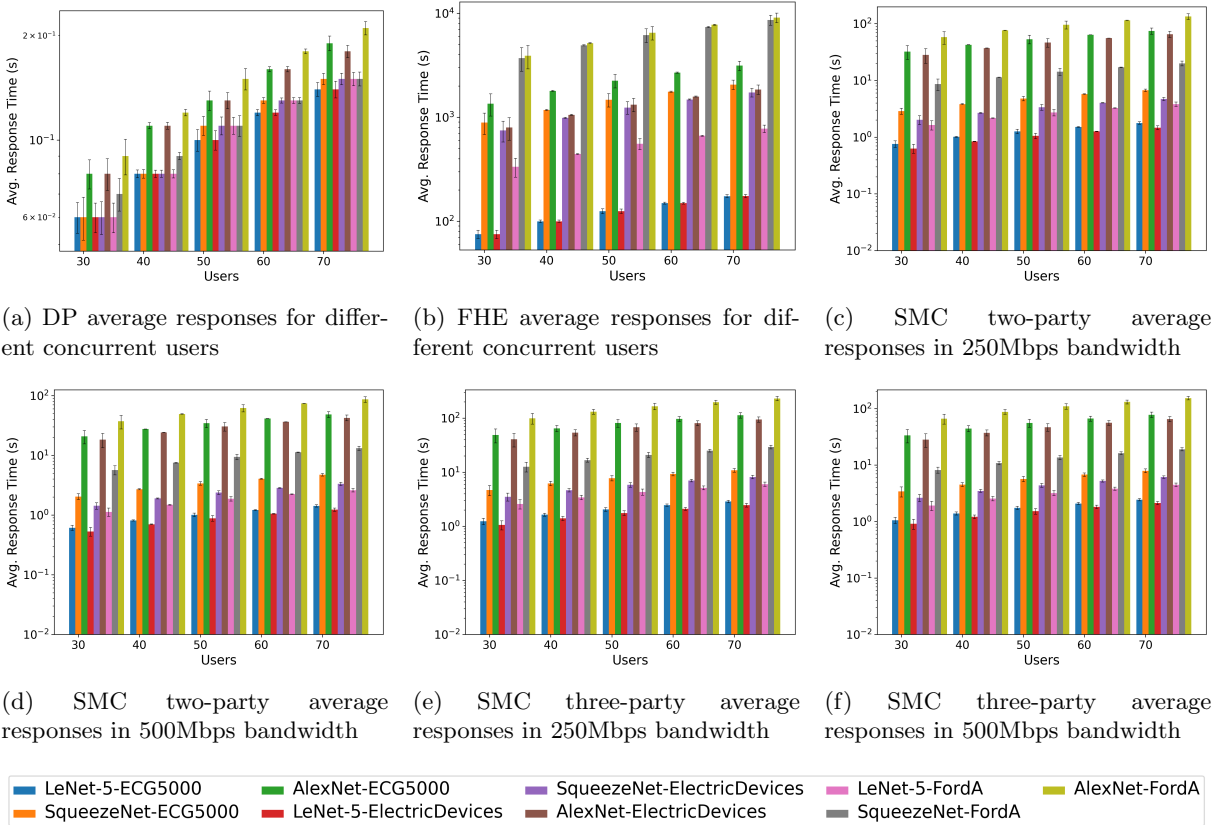 2 × 10⁻¹
10⁻¹
6 × 10⁻²
Avg. Response Time (s)
30 40 50 60 70
Users
(a) DP average responses for differ-
ent concurrent users
10⁴
10³
10²
Avg. Response Time (s)
30 40 50 60 70
Users
(b) FHE average responses for dif-
ferent concurrent users
10²
10¹
10⁰
10⁻¹
10⁻²
Avg. Response Time (s)
30 40 50 60 70
Users
(c) SMC two-party average
responses in 250Mbps bandwidth
10²
10¹
10⁰
10⁻¹
10⁻²
Avg. Response Time (s)
30 40 50 60 70
Users
(d) SMC two-party average
responses in 500Mbps bandwidth
10²
10¹
10⁰
10⁻¹
10⁻²
Avg. Response Time (s)
30 40 50 60 70
Users
(e) SMC three-party average
responses in 250Mbps bandwidth
10²
10¹
10⁰
10⁻¹
10⁻²
Avg. Response Time (s)
30 40 50 60 70
Users
(f) SMC three-party average
responses in 500Mbps bandwidth
LeNet-5-ECG5000 AlexNet-ECG5000 SqueezeNet-ElectricDevices LeNet-5-FordA AlexNet-FordA
SqueezeNet-ECG5000 LeNet-5-ElectricDevices AlexNet-ElectricDevices SqueezeNet-FordA